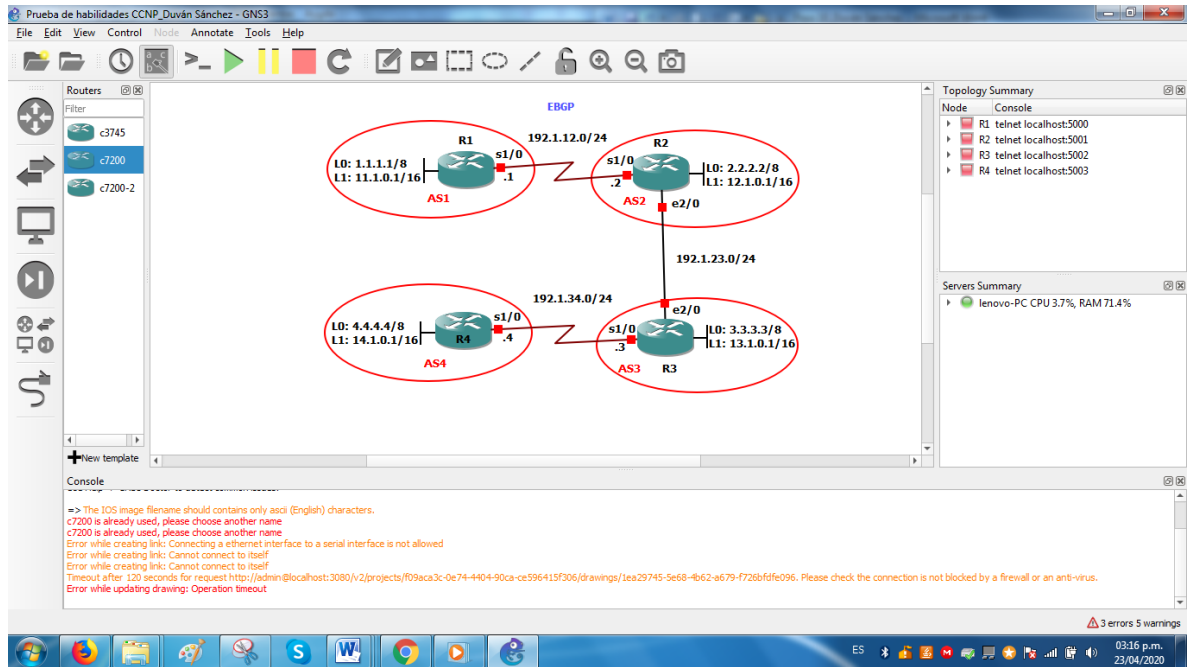 Prueba de habilidades CCNP_Duván Sánchez - GNS3
File Edit View Control Node Annotate Tools Help
Routers
Filter
c3745
c7200
c7200-2
New template
EBGP
192.1.12.0/24
R1
R2
s1/0
s1/0
L0: 1.1.1.1/8
L1: 11.1.0.1/16
.1
.2
L0: 2.2.2.2/8
L1: 12.1.0.1/16
AS1
AS2
e2/0
192.1.23.0/24
192.1.34.0/24
e2/0
s1/0
s1/0
L0: 4.4.4.4/8
L1: 14.1.0.1/16
R4
.4
.3
L0: 3.3.3.3/8
L1: 13.1.0.1/16
AS4
AS3
R3
Topology Summary
Node Console
R1 telnet localhost:5000
R2 telnet localhost:5001
R3 telnet localhost:5002
R4 telnet localhost:5003
Servers Summary
lenovo-PC CPU 3.7%, RAM 71.4%
Console
=> The IOS image filename should contains only ascii (English) characters.
c7200 is already used, please choose another name
c7200 is already used, please choose another name
Error while creating link: Connecting a ethernet interface to a serial interface is not allowed
Error while creating link: Cannot connect to itself
Error while creating link: Cannot connect to itself
Timeout after 120 seconds for request http://admin@localhost:3080/v2/projects/f09aca3c-0e74-4404-90ca-ce596415f306/drawings/1ea29745-5e68-4b62-a679-f726bfdfe096. Please check the connection is not blocked by a firewall or an anti-virus.
Error while updating drawing: Operation timeout
3 errors 5 warnings
ES
03:16 p.m.
23/04/2020